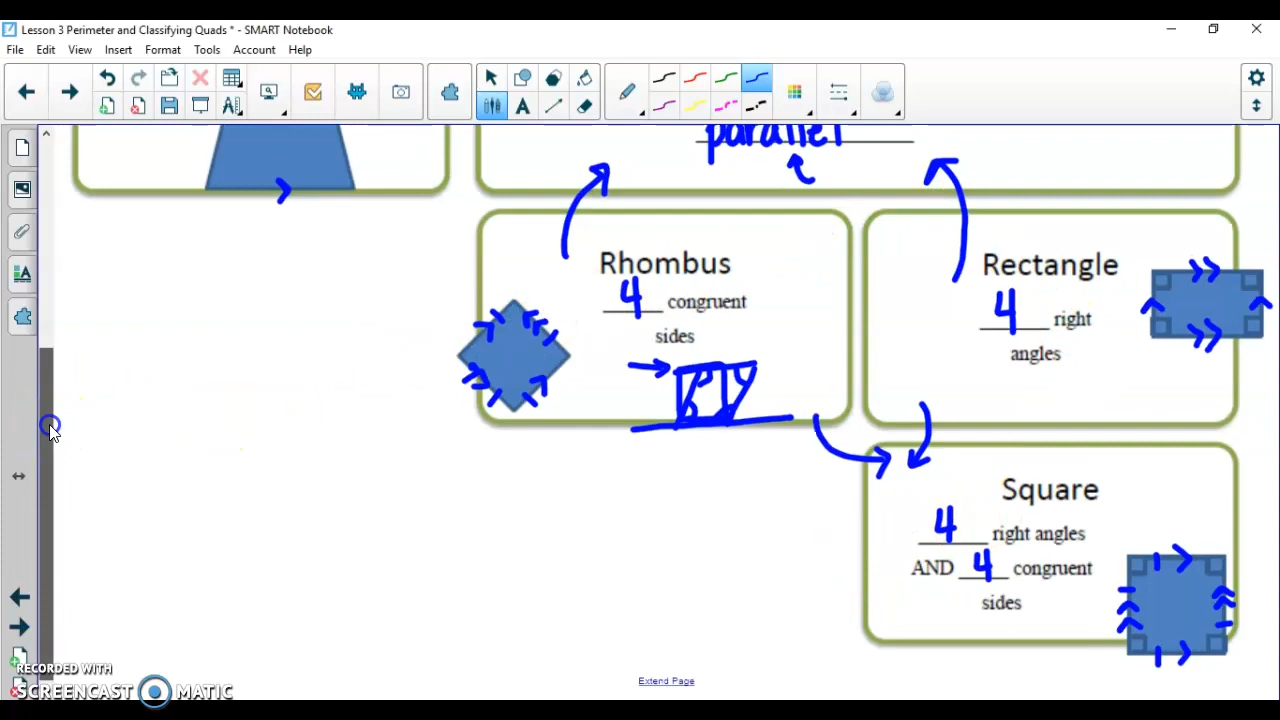 Lesson 3 Perimeter and Classifying Quads * - SMART Notebook
File Edit View Insert Format Tools Account Help
parallel
Rhombus
4 congruent
sides
Rectangle
4 right
angles
Square
4 right angles
AND 4 congruent
sides
Extend Page
RECORDED WITH
SCREENCAST MATIC